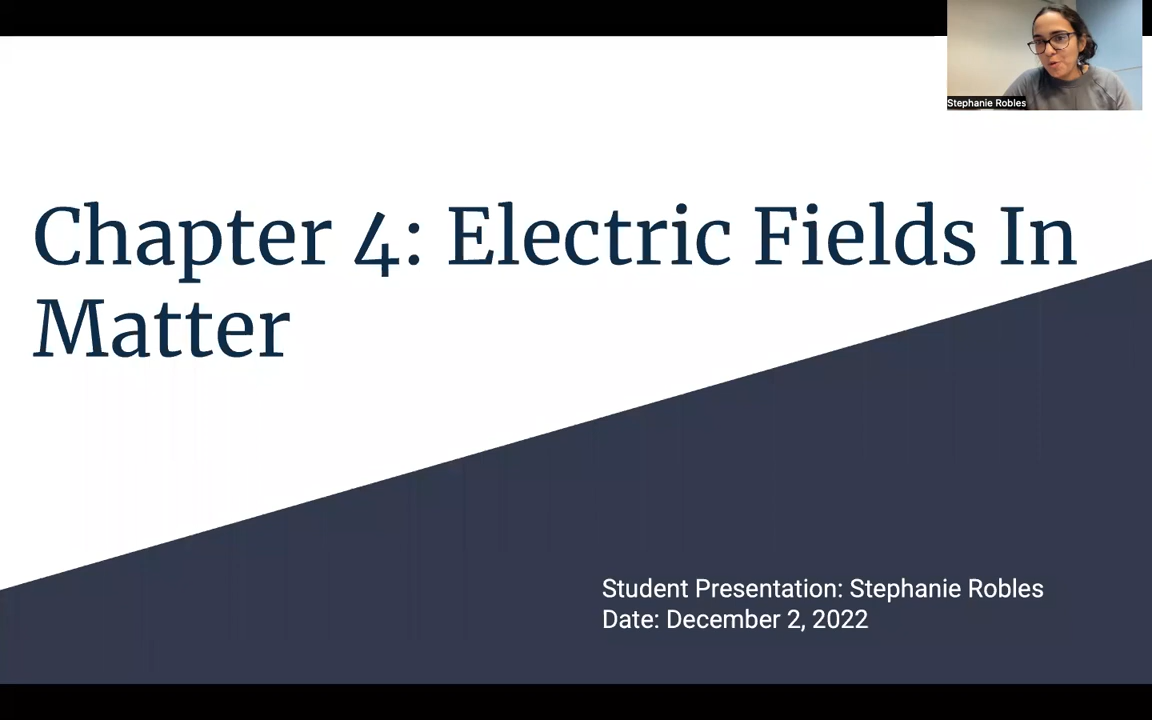 Stephanie Robles
Chapter 4: Electric Fields In
Matter
Student Presentation: Stephanie Robles
Date: December 2, 2022